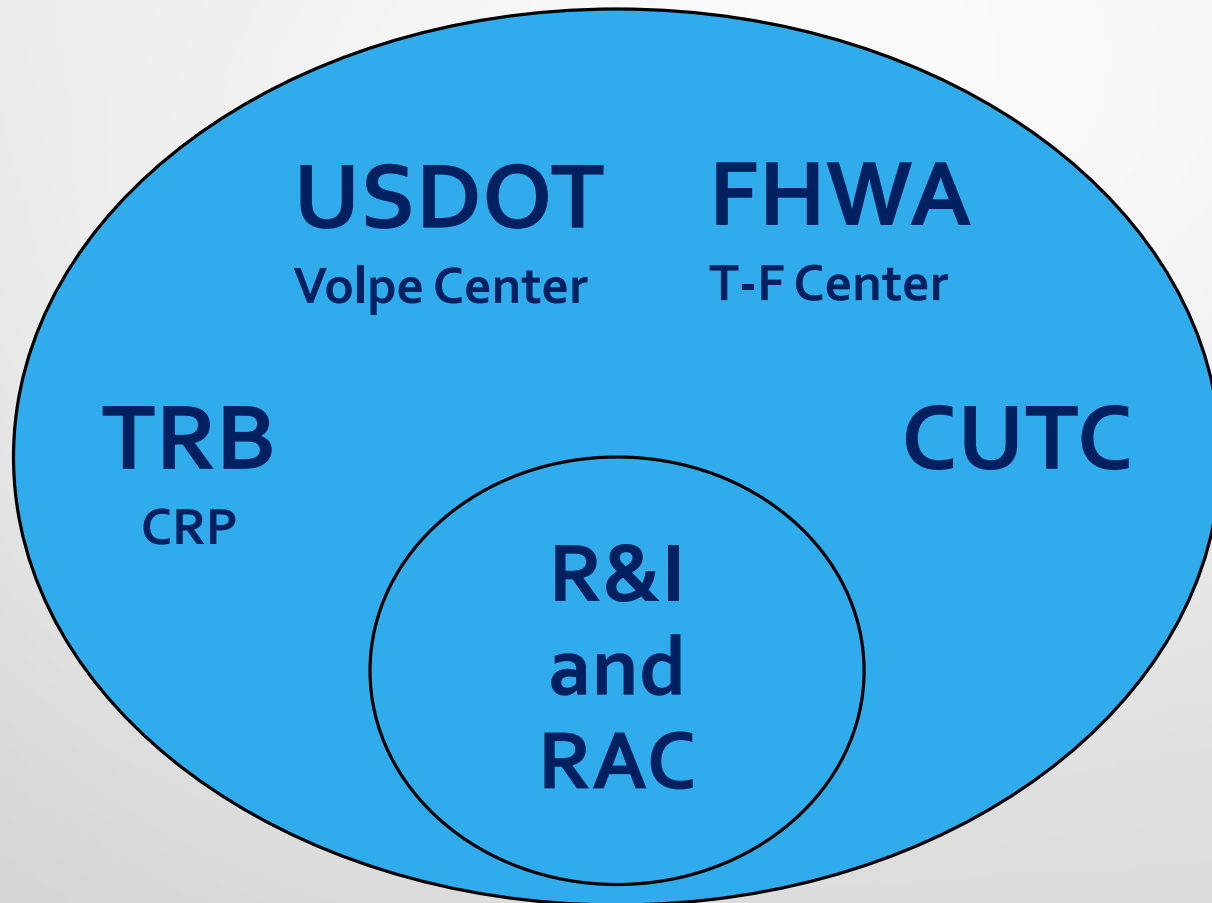 USDOT FHWA
Volpe Center T-F Center
TRB CUTC
CRP
R&I
and
RAC